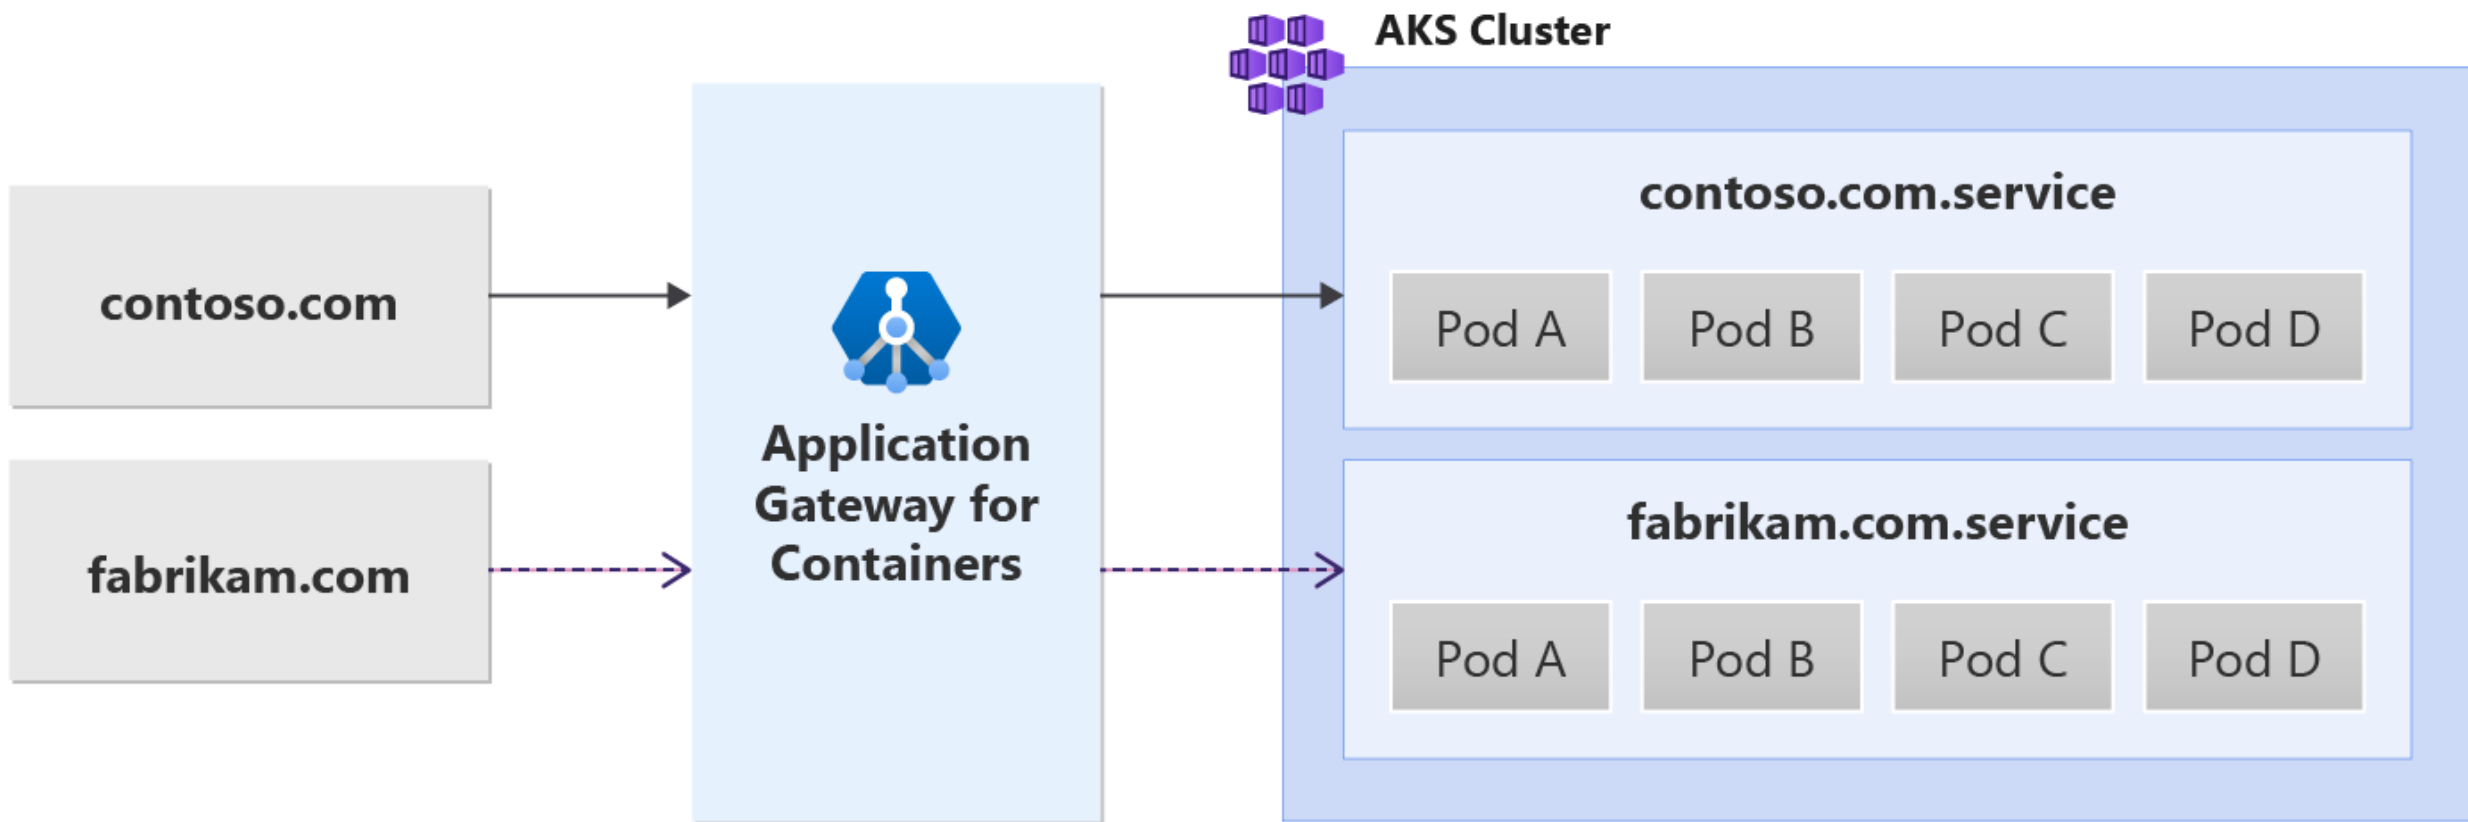 AKS Cluster
contoso.com
fabrikam.com
Application
Gateway for
Containers
contoso.com.service
Pod A
Pod B
Pod C
Pod D
fabrikam.com.service
Pod A
Pod B
Pod C
Pod D